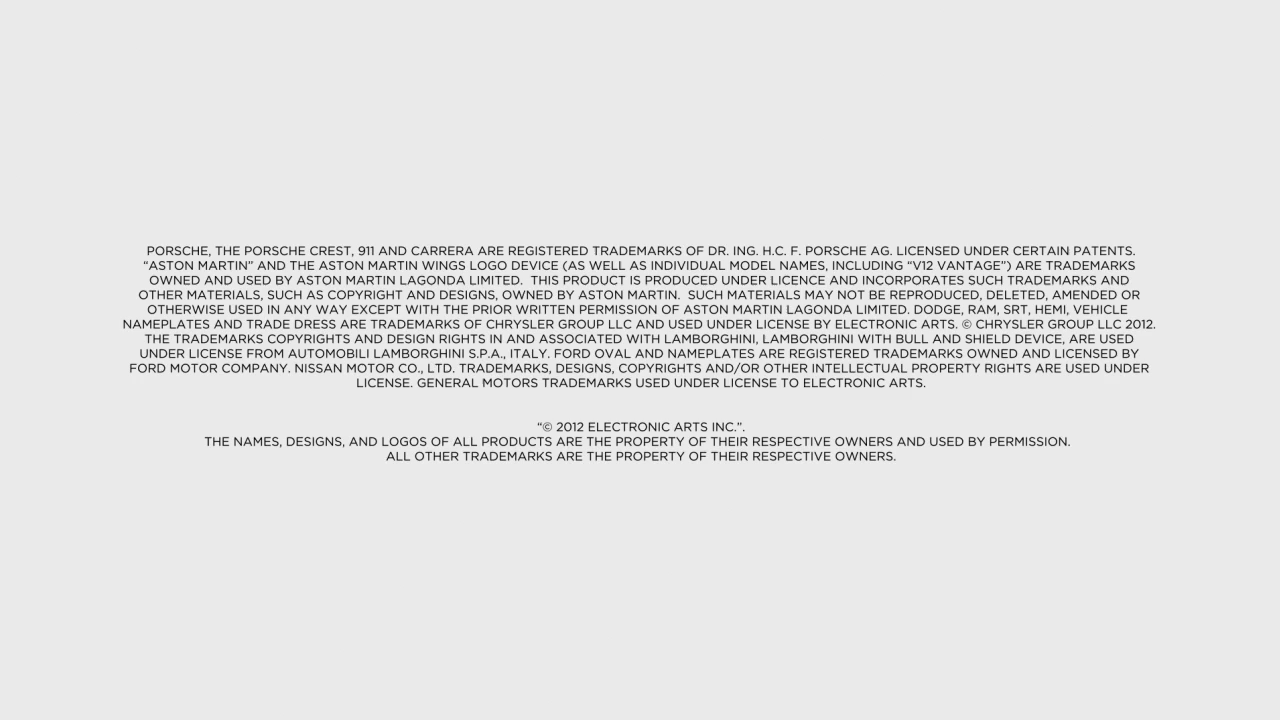 PORSCHE, THE PORSCHE CREST, 911 AND CARRERA ARE REGISTERED TRADEMARKS OF DR. ING. H.C. F. PORSCHE AG. LICENSED UNDER CERTAIN PATENTS.
“ASTON MARTIN” AND THE ASTON MARTIN WINGS LOGO DEVICE (AS WELL AS INDIVIDUAL MODEL NAMES, INCLUDING “V12 VANTAGE”) ARE TRADEMARKS
OWNED AND USED BY ASTON MARTIN LAGONDA LIMITED.  THIS PRODUCT IS PRODUCED UNDER LICENCE AND INCORPORATES SUCH TRADEMARKS AND
OTHER MATERIALS, SUCH AS COPYRIGHT AND DESIGNS, OWNED BY ASTON MARTIN.  SUCH MATERIALS MAY NOT BE REPRODUCED, DELETED, AMENDED OR
OTHERWISE USED IN ANY WAY EXCEPT WITH THE PRIOR WRITTEN PERMISSION OF ASTON MARTIN LAGONDA LIMITED. DODGE, RAM, SRT, HEMI, VEHICLE
NAMEPLATES AND TRADE DRESS ARE TRADEMARKS OF CHRYSLER GROUP LLC AND USED UNDER LICENSE BY ELECTRONIC ARTS. © CHRYSLER GROUP LLC 2012.
THE TRADEMARKS COPYRIGHTS AND DESIGN RIGHTS IN AND ASSOCIATED WITH LAMBORGHINI, LAMBORGHINI WITH BULL AND SHIELD DEVICE, ARE USED
UNDER LICENSE FROM AUTOMOBILI LAMBORGHINI S.P.A., ITALY. FORD OVAL AND NAMEPLATES ARE REGISTERED TRADEMARKS OWNED AND LICENSED BY
FORD MOTOR COMPANY. NISSAN MOTOR CO., LTD. TRADEMARKS, DESIGNS, COPYRIGHTS AND/OR OTHER INTELLECTUAL PROPERTY RIGHTS ARE USED UNDER
LICENSE. GENERAL MOTORS TRADEMARKS USED UNDER LICENSE TO ELECTRONIC ARTS.
“© 2012 ELECTRONIC ARTS INC.”.
THE NAMES, DESIGNS, AND LOGOS OF ALL PRODUCTS ARE THE PROPERTY OF THEIR RESPECTIVE OWNERS AND USED BY PERMISSION.
ALL OTHER TRADEMARKS ARE THE PROPERTY OF THEIR RESPECTIVE OWNERS.